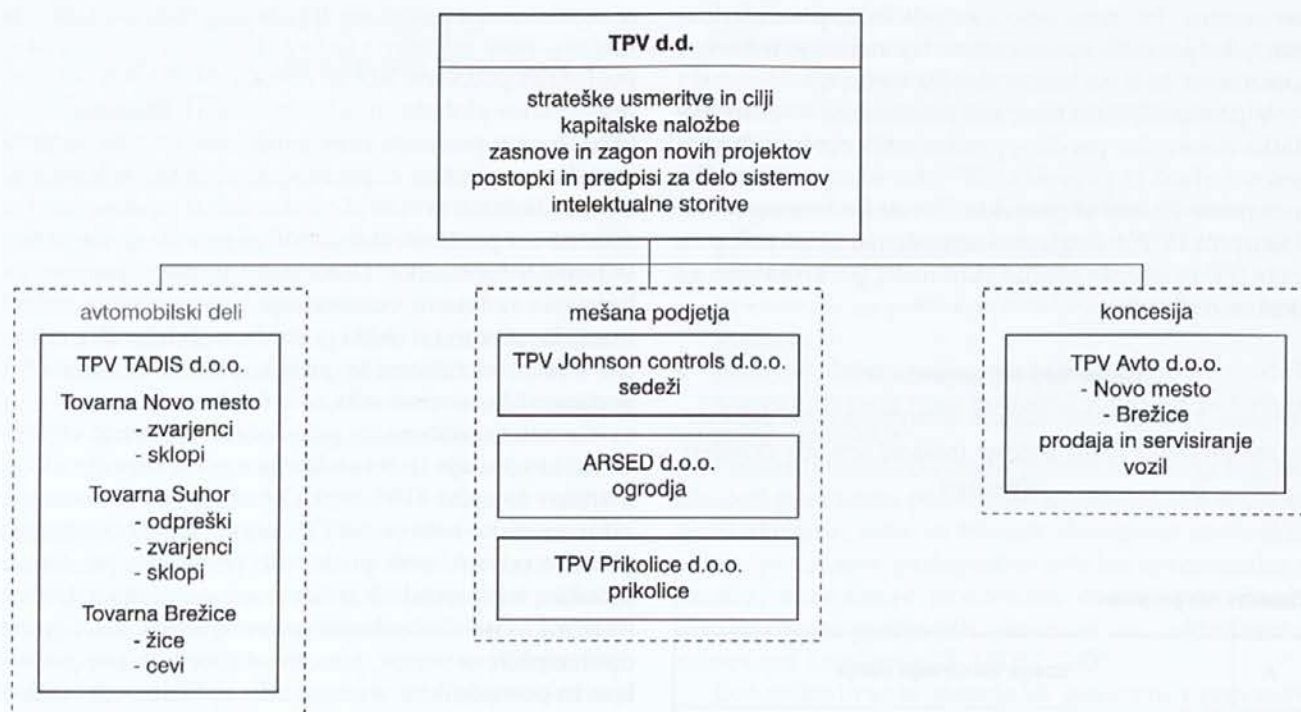 TPV d.d.
strateške usmeritve in cilji
kapitalske naložbe
zasnove in zagon novih projektov
postopki in predpisi za delo sistemov
intelektualne storitve
avtomobilski deli
TPV TADIS d.o.o.
Tovarna Novo mesto
- zvarjenci
- sklopi
Tovarna Suhor
- odpreški
- zvarjenci
- sklopi
Tovarna Brežice
- žice
- cevi
mešana podjetja
TPV Johnson controls d.o.o.
sedeži
ARSED d.o.o.
ogrodja
TPV Prikolice d.o.o.
prikolice
koncesija
TPV Avto d.o.o.
- Novo mesto
- Brežice
prodaja in servisiranje
vozil